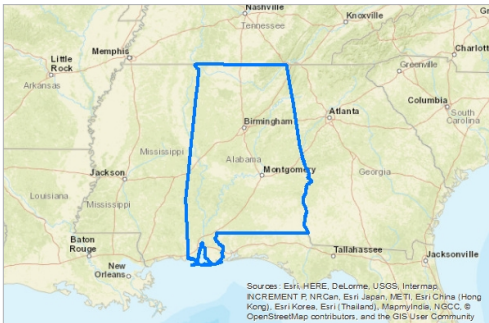 Nashville
Knoxville
Tennessee
Memphis
Charlott
Little
Rock
Greenville
Arkansas
Columbia
Atlanta
South
Carolina
Birmingham
Mississippi
Alabama
Jackson
Montgomery
Georgia
Louisiana
Mississippi
Baton
Rouge
Tallahassee
Jacksonville
New
Orleans
Sources: Esri, HERE, DeLorme, USGS, Intermap,
INCREMENT P, NRCan, Esri Japan, METI, Esri China (Hong
Kong), Esri Korea, Esri (Thailand), MapmyIndia, NGCC, ©
OpenStreetMap contributors, and the GIS User Community